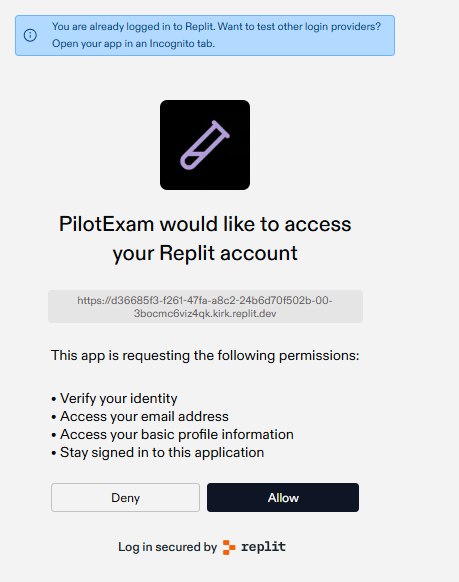 You are already logged in to Replit. Want to test other login providers?
Open your app in an Incognito tab.
PilotExam would like to access
your Replit account
https://d36685f3-f261-47fa-a8c2-24b6d70f502b-00-
3bocmc6viz4qk.kirk.replit.dev
This app is requesting the following permissions:
• Verify your identity
• Access your email address
• Access your basic profile information
• Stay signed in to this application
Deny
Allow
Log in secured by replit